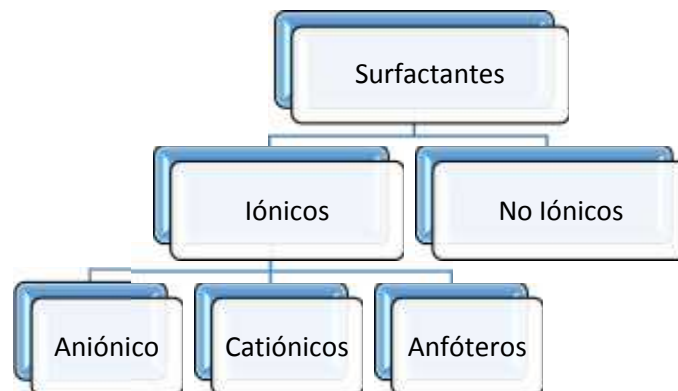 Surfactantes
Iónicos
No Iónicos
Aniónico
Catiónicos
Anfóteros